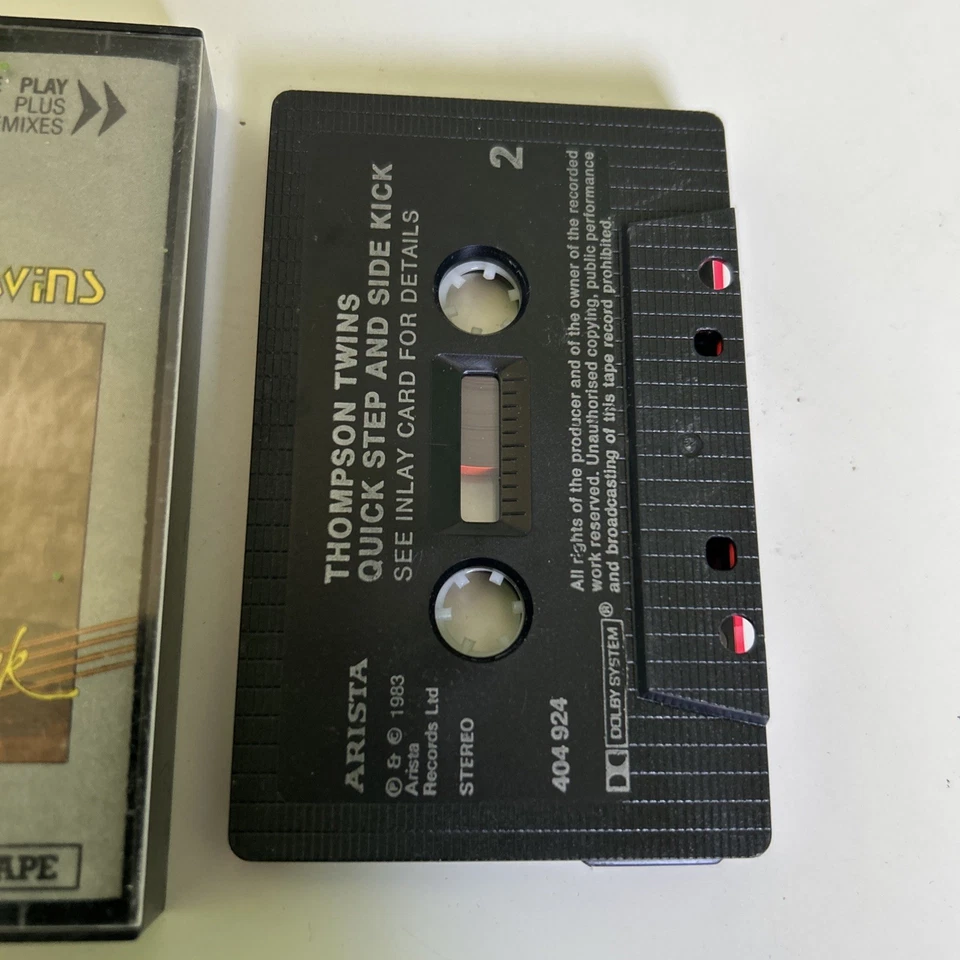 PLAY
PLUS
MIXES
wins
k
APE
2
THOMPSON TWINS
QUICK STEP AND SIDE KICK
SEE INLAY CARD FOR DETAILS
ARISTA
℗ & © 1983
Arista
Records Ltd
STEREO
404 924
All rights of the producer and of the owner of the recorded
work reserved. Unauthorised copying, public performance
and broadcasting of this tape record prohibited.
DOLBY SYSTEM ®